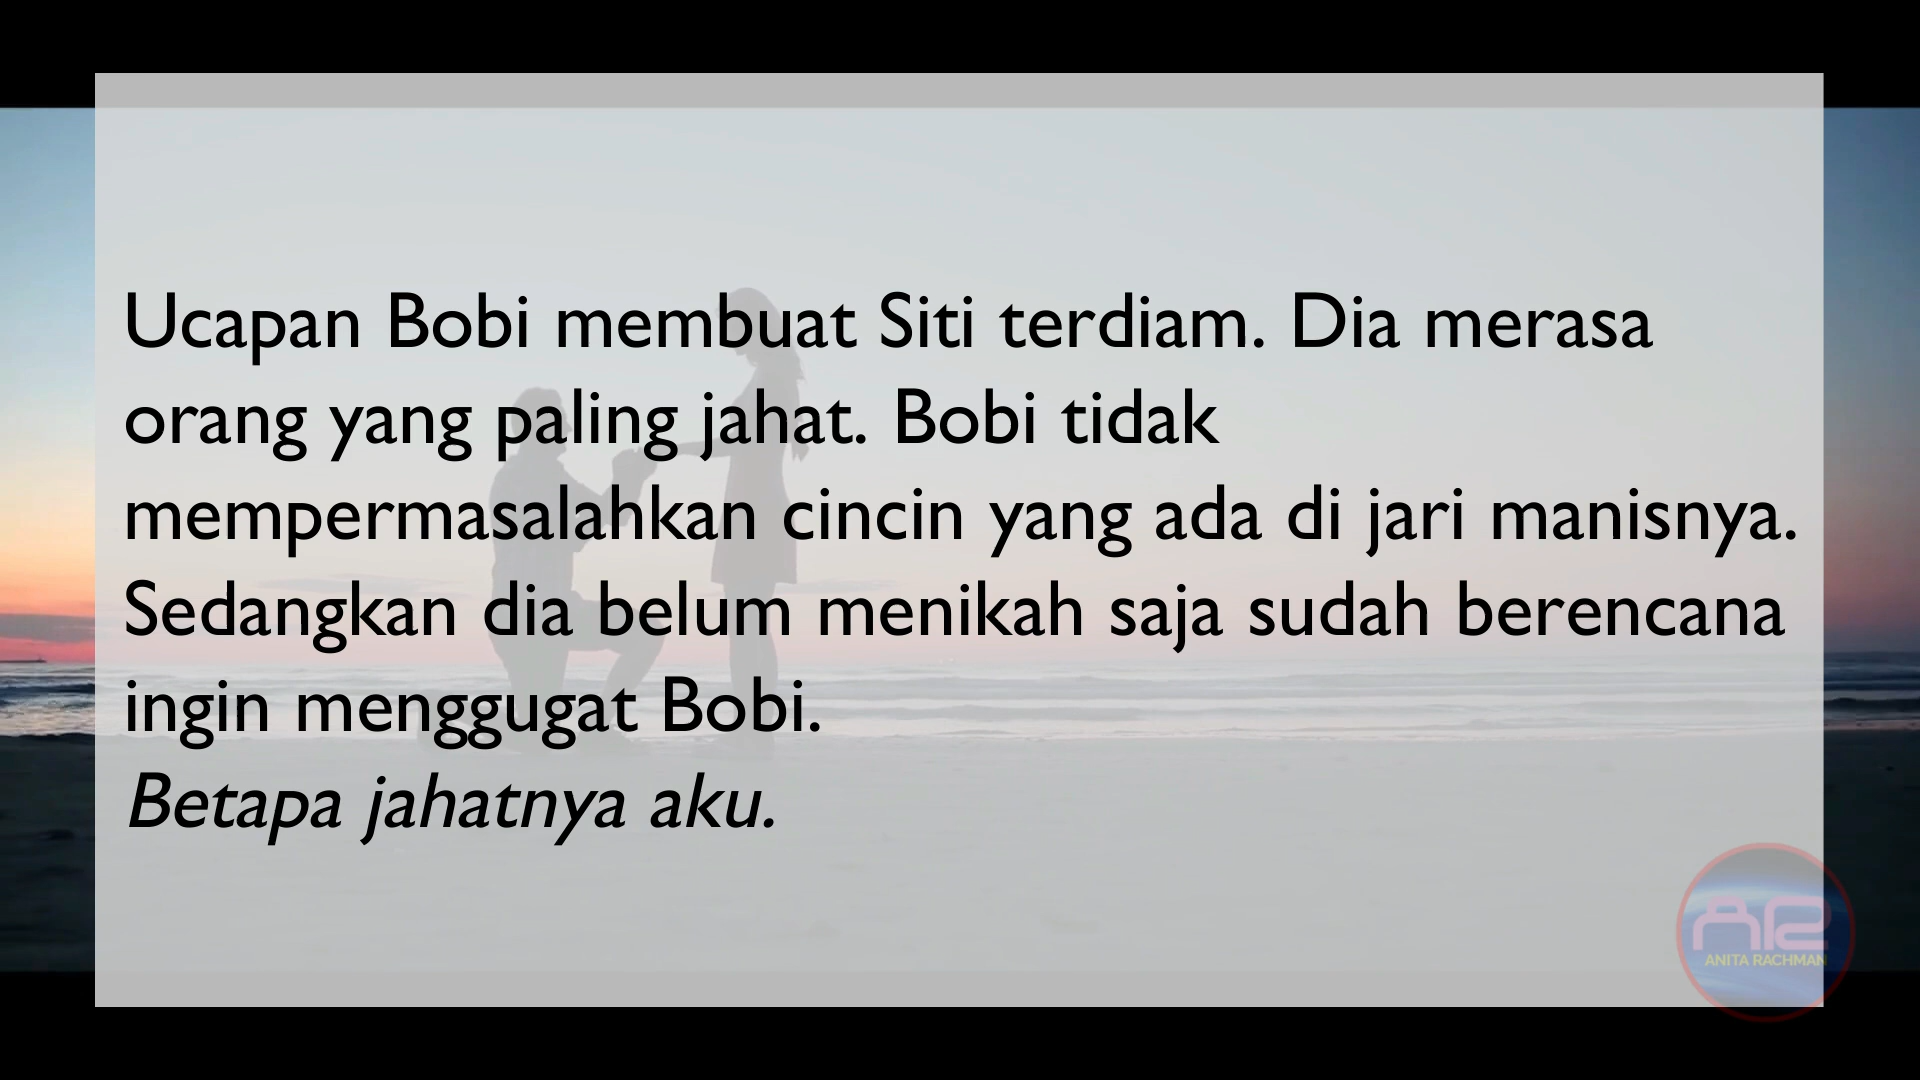 Ucapan Bobi membuat Siti terdiam. Dia merasa
orang yang paling jahat. Bobi tidak
mempermasalahkan cincin yang ada di jari manisnya.
Sedangkan dia belum menikah saja sudah berencana
ingin menggugat Bobi.
Betapa jahatnya aku.
AR
ANITA RACHMAN